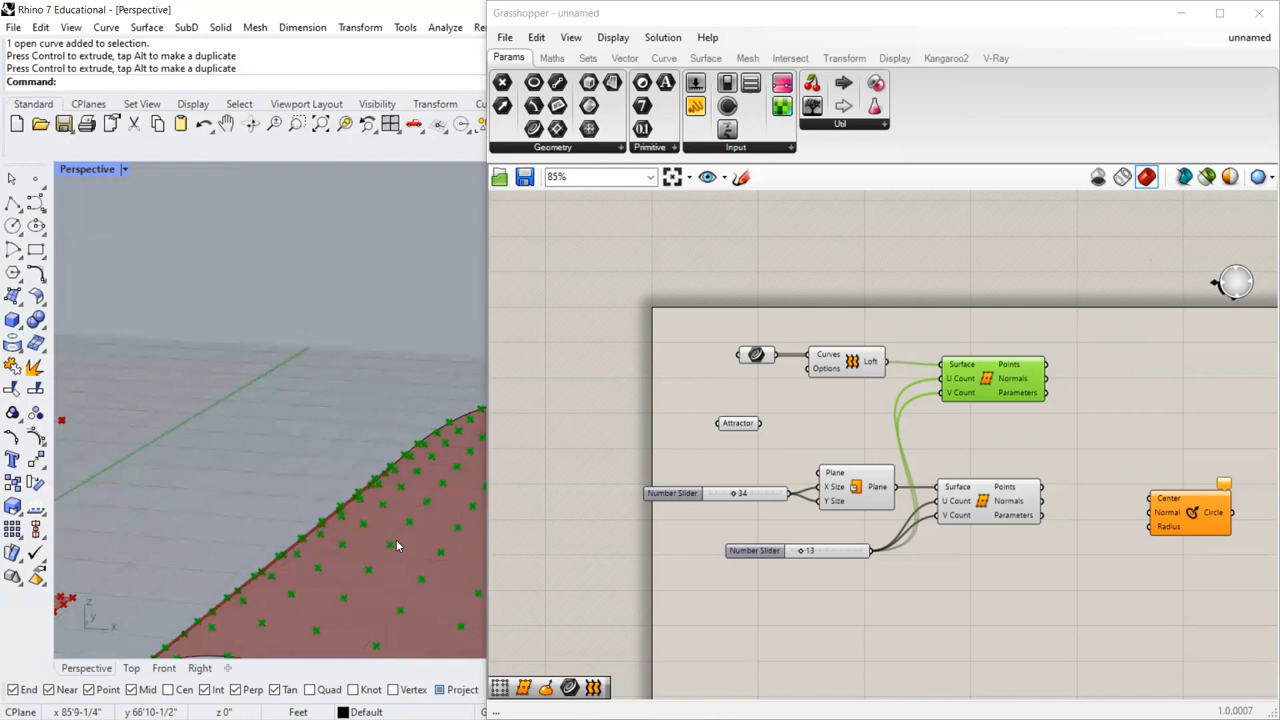 Rhino 7 Educational - [Perspective]
File Edit View Curve Surface SubD Solid Mesh Dimension Transform Tools Analyze
1 open curve added to selection.
Press Control to extrude, tap Alt to make a duplicate
Press Control to extrude, tap Alt to make a duplicate
Command:
Standard CPlanes Set View Display Select Viewport Layout Visibility Transform
Perspective
z
y
x
Perspective Top Front Right
End Near Point Mid Cen Int Perp Tan Quad Knot Vertex Project
CPlane x 85'9-1/4" y 66'10-1/2" z 0" Feet Default
Grasshopper - unnamed
File Edit View Display Solution Help unnamed
Params Maths Sets Vector Curve Surface Mesh Intersect Transform Display Kangaroo2 V-Ray
Geometry Primitive Input Util
85%
Curves Loft
Options
Surface Points
U Count Normals
V Count Parameters
Attractor
Plane
X Size Plane
Y Size
Number Slider 34
Surface Points
U Count Normals
V Count Parameters
Center
Normal Circle
Radius
Number Slider 13
... 1.0.0007